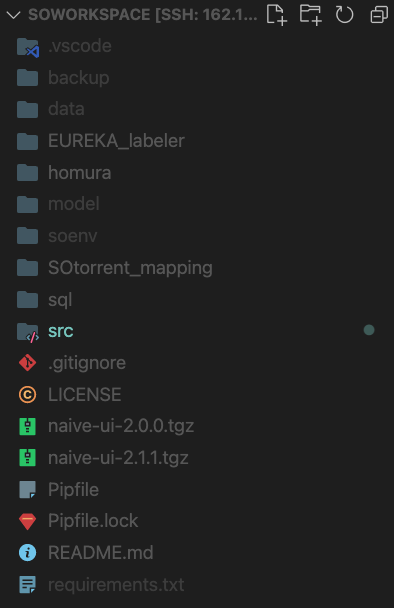 SOWORKSPACE [SSH: 162.1...
.vscode
backup
data
EUREKA_labeler
homura
model
soenv
SOtorrent_mapping
sql
src
.gitignore
LICENSE
naive-ui-2.0.0.tgz
naive-ui-2.1.1.tgz
Pipfile
Pipfile.lock
README.md
requirements.txt